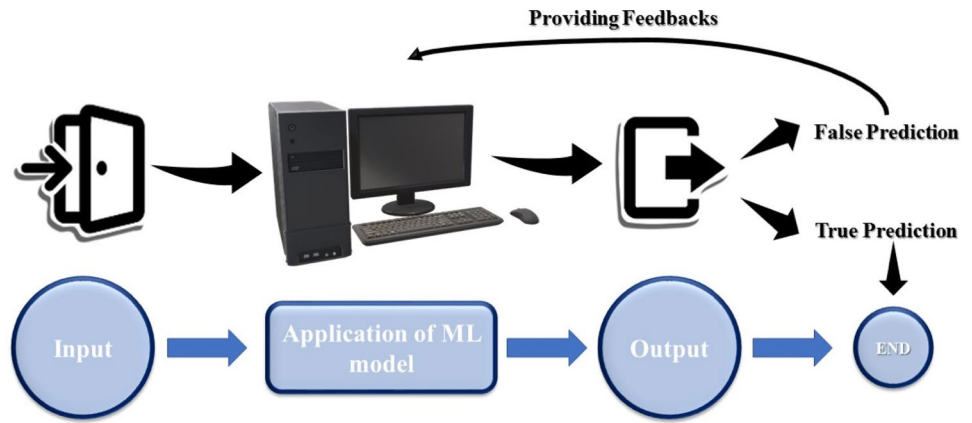 Providing Feedbacks
False Prediction
True Prediction
Input
Application of ML
model
Output
END